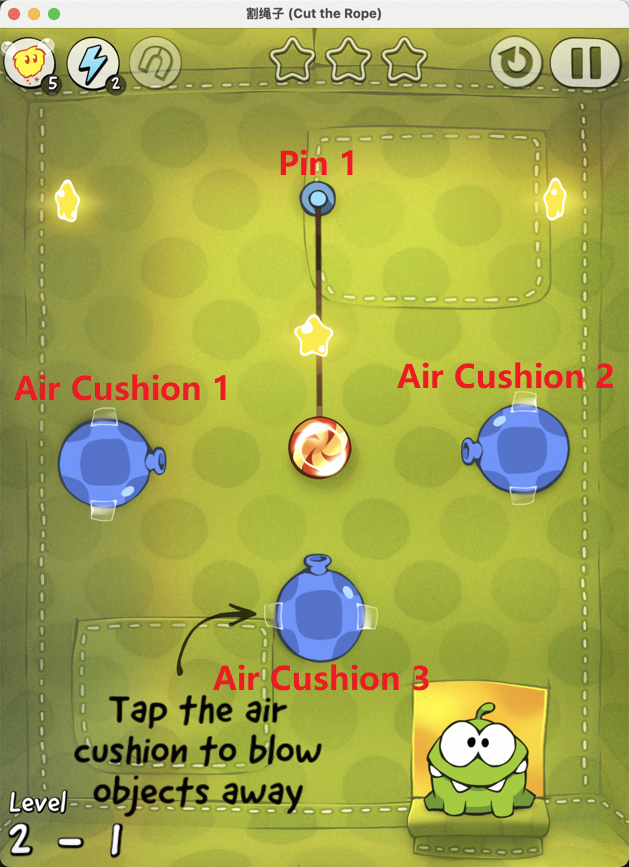 割绳子 (Cut the Rope)
5
2
Pin 1
Air Cushion 1
Air Cushion 2
Air Cushion 3
Tap the air
cushion to blow
objects away
Level
2 - 1